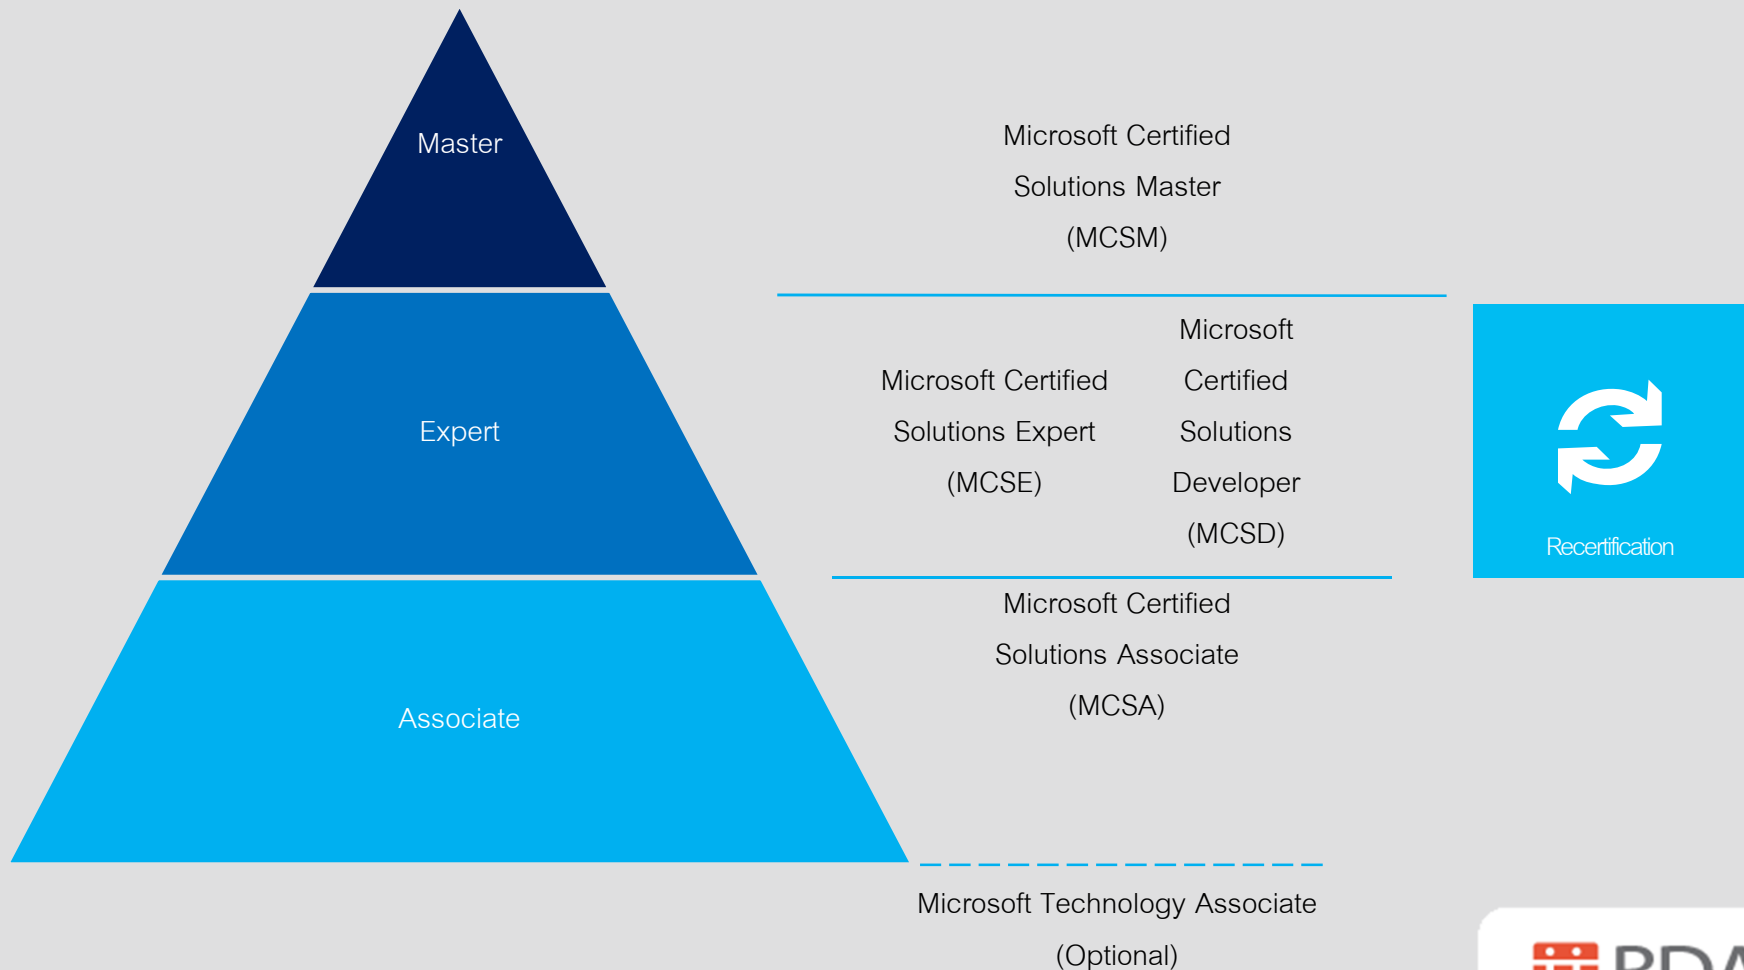 Master
Microsoft Certified
Solutions Master
(MCSM)
Expert
Microsoft Certified
Solutions Expert
(MCSE)
Microsoft
Certified
Solutions
Developer
(MCSD)
Recertification
Associate
Microsoft Certified
Solutions Associate
(MCSA)
Microsoft Technology Associate
(Optional)